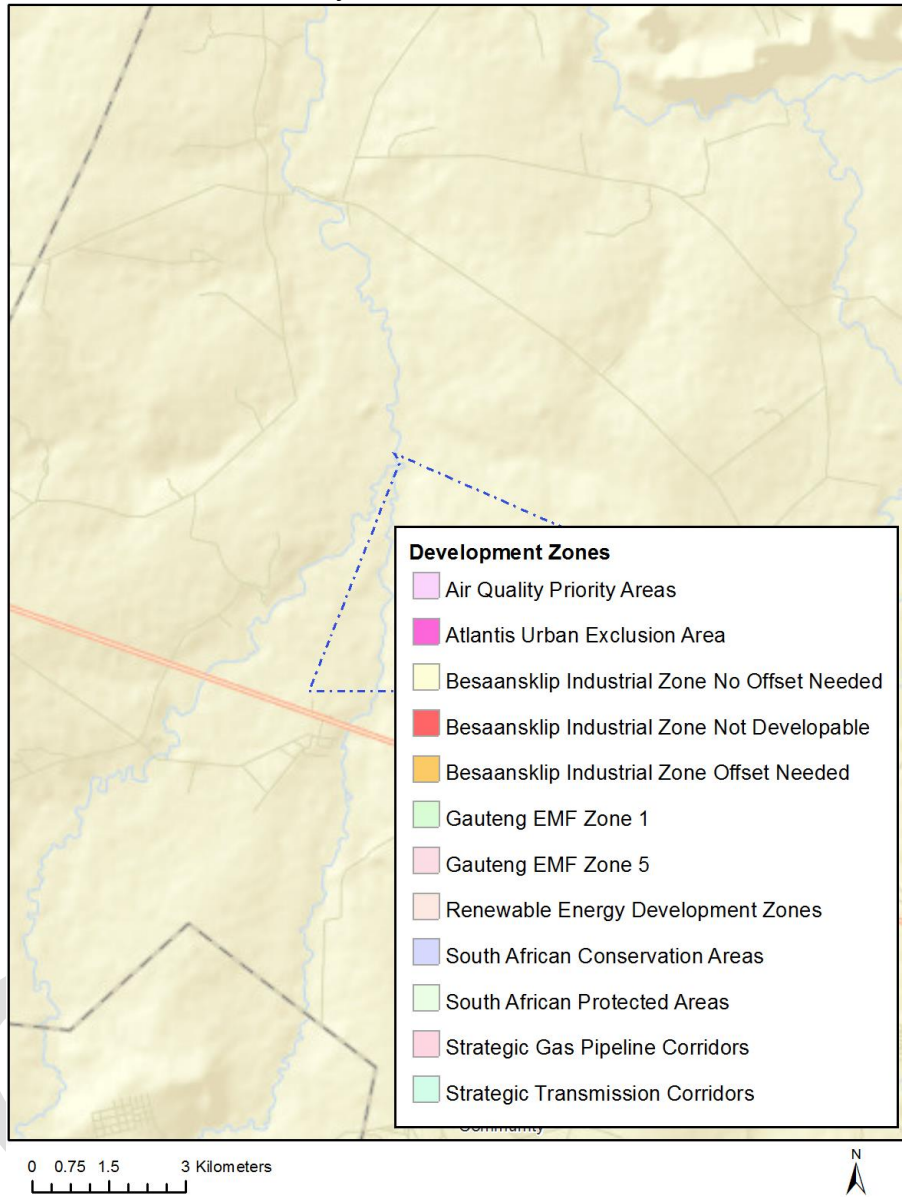 Development Zones
Air Quality Priority Areas
Atlantis Urban Exclusion Area
Besaansklip Industrial Zone No Offset Needed
Besaansklip Industrial Zone Not Developable
Besaansklip Industrial Zone Offset Needed
Gauteng EMF Zone 1
Gauteng EMF Zone 5
Renewable Energy Development Zones
South African Conservation Areas
South African Protected Areas
Strategic Gas Pipeline Corridors
Strategic Transmission Corridors
Community
0 0.75 1.5 3 Kilometers
N